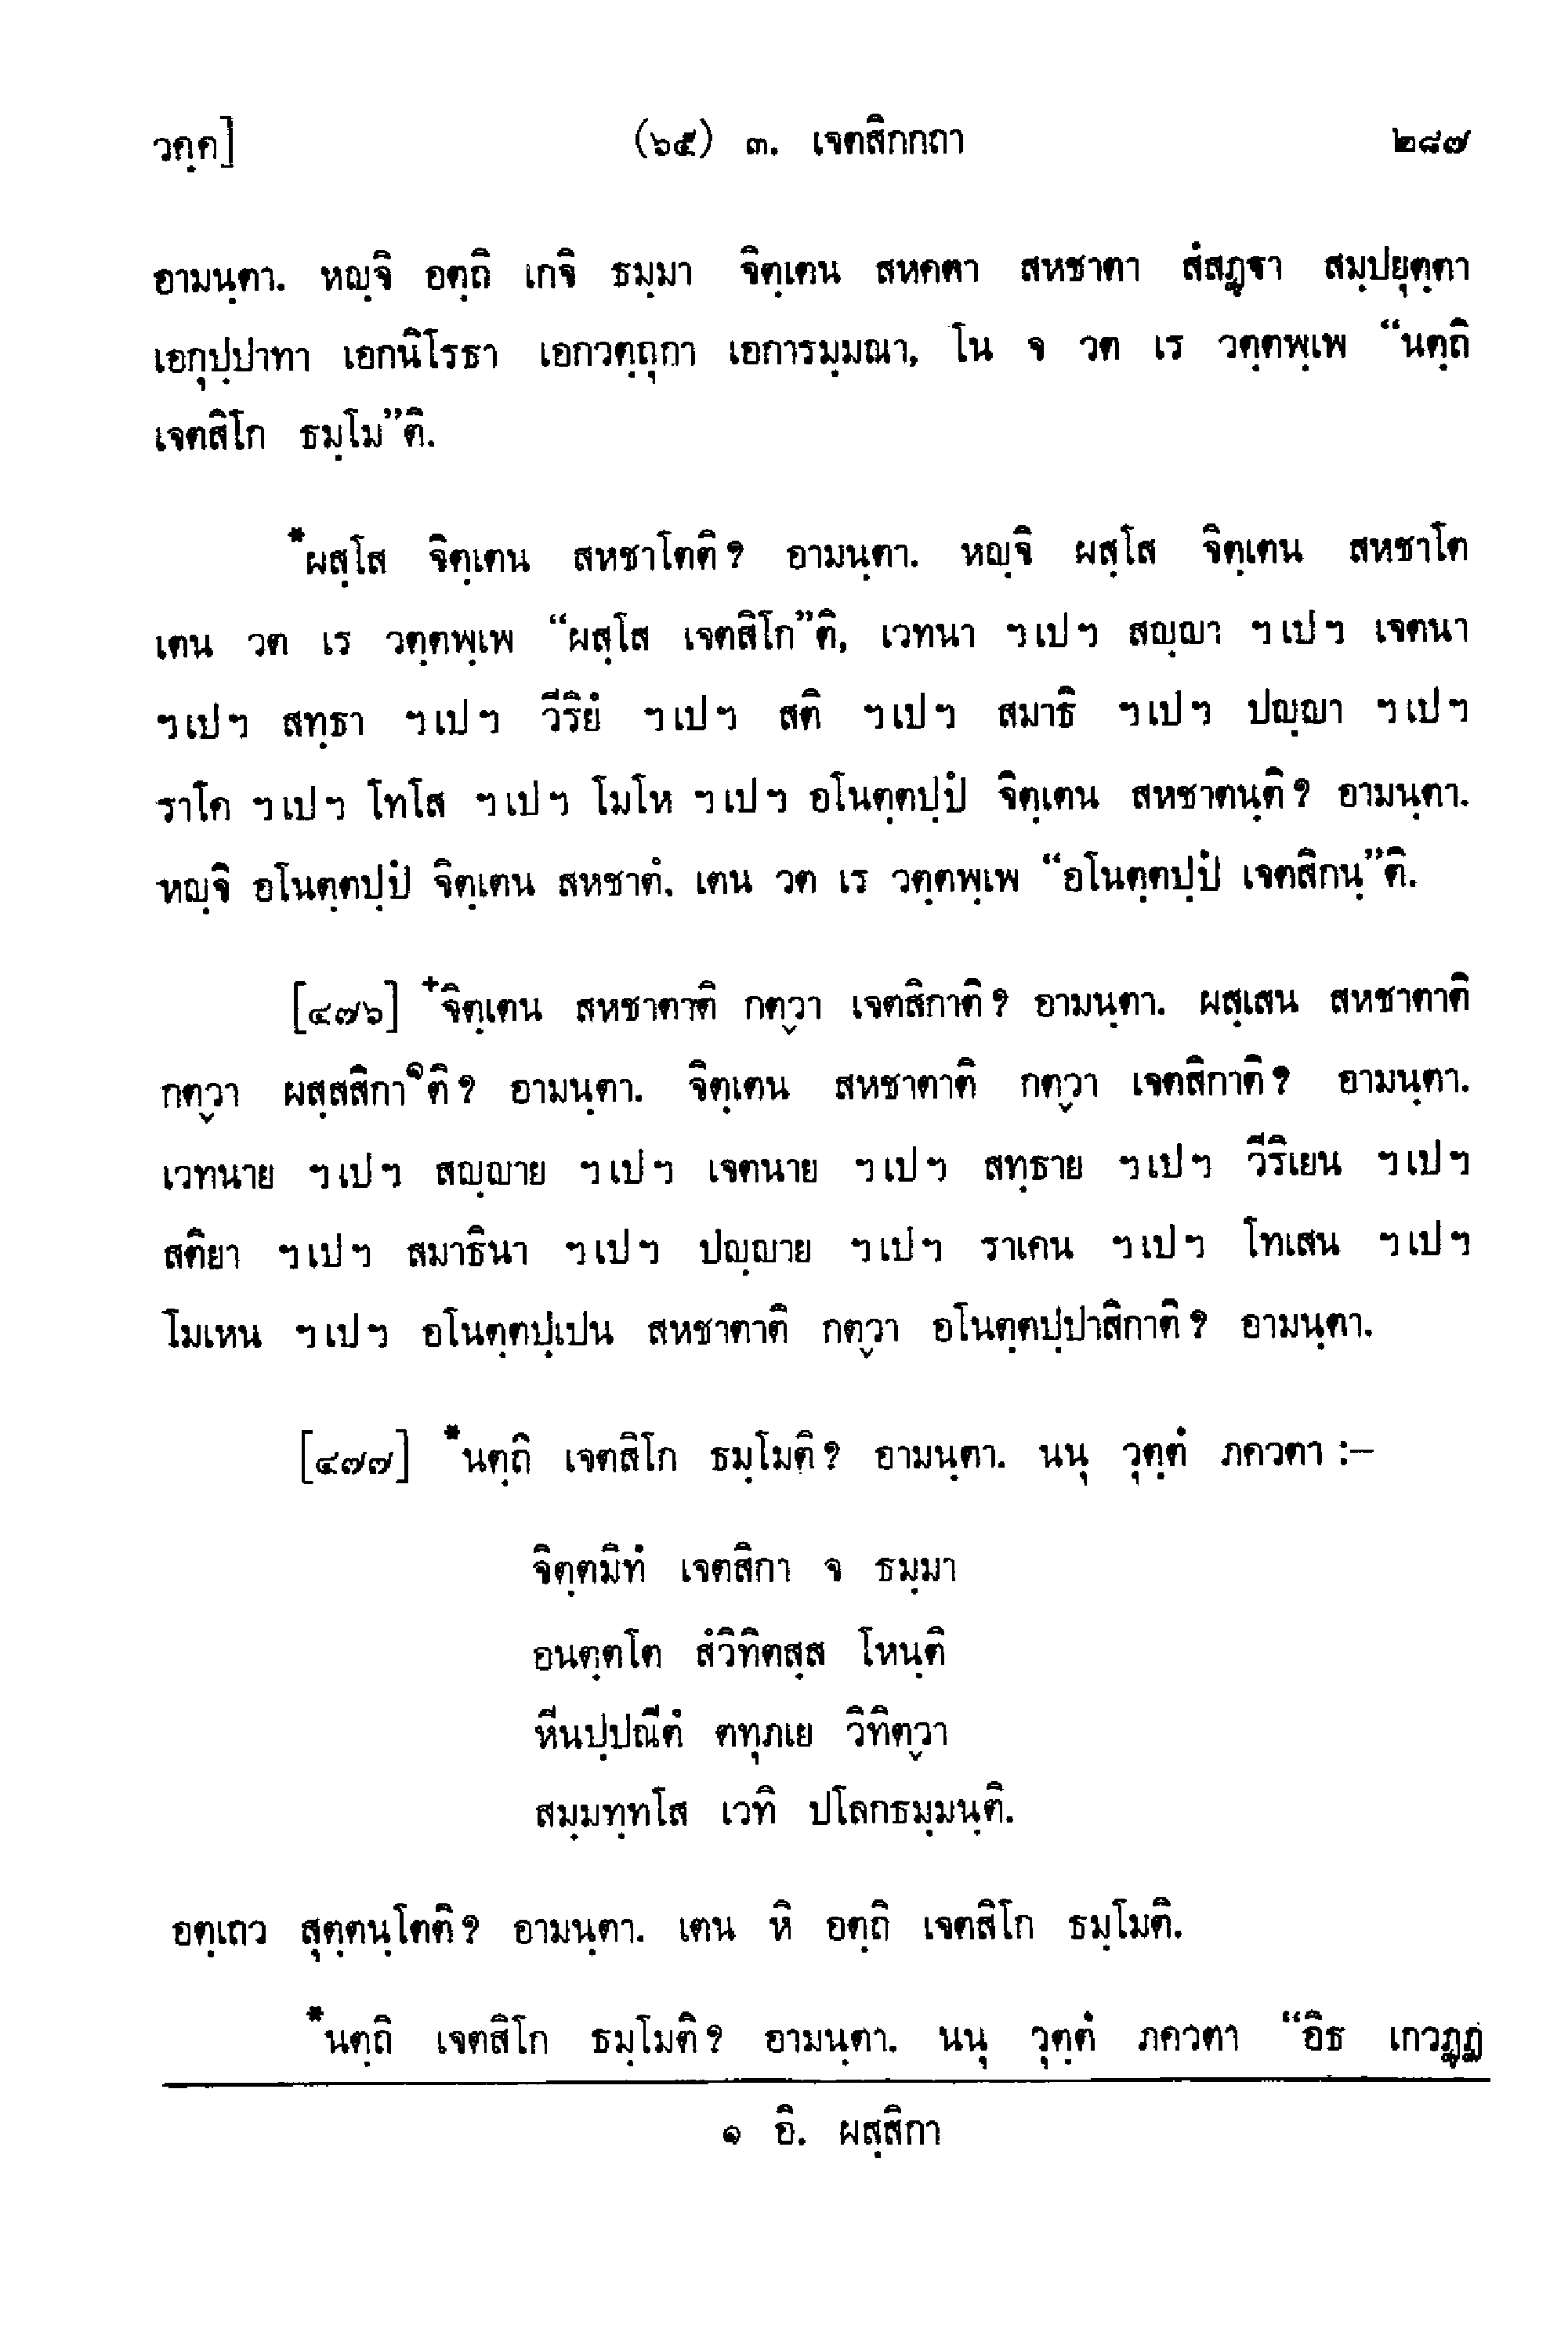 วคฺค]
(๖๕) ๓. เจตสิกกถา
๒๘๗
อามนฺตา. หญฺจิ อตฺถิ เกจิ ธมฺมา จิตฺเตน สหคตา สหชาตา สํสฏฺฐา สมฺปยุตฺตา
เอกุปฺปาทา เอกนิโรธา เอกวตฺถุกา เอการมฺมณา, โน จ วต เร วตฺตพฺเพ “นตฺถิ
เจตสิโก ธมฺโม”ติ.
*ผสฺโส จิตฺเตน สหชาโตติ? อามนฺตา. หญฺจิ ผสฺโส จิตฺเตน สหชาโต
เตน วต เร วตฺตพฺเพ “ผสฺโส เจตสิโก”ติ, เวทนา ฯเปฯ สญฺญา ฯเปฯ เจตนา
ฯเปฯ สทฺธา ฯเปฯ วีริยํ ฯเปฯ สติ ฯเปฯ สมาธิ ฯเปฯ ปญฺญา ฯเปฯ
ราโค ฯเปฯ โทโส ฯเปฯ โมโห ฯเปฯ อโนตฺตปฺปํ จิตฺเตน สหชาตนฺติ? อามนฺตา.
หญฺจิ อโนตฺตปฺปํ จิตฺเตน สหชาตํ. เตน วต เร วตฺตพฺเพ “อโนตฺตปฺปํ เจตสิกนฺ”ติ.
[๔๗๖] +จิตฺเตน สหชาตาติ กตฺวา เจตสิกาติ? อามนฺตา. ผสฺเสน สหชาตาติ
กตฺวา ผสฺสสิกา๑ติ? อามนฺตา. จิตฺเตน สหชาตาติ กตฺวา เจตสิกาติ? อามนฺตา.
เวทนาย ฯเปฯ สญฺญาย ฯเปฯ เจตนาย ฯเปฯ สทฺธาย ฯเปฯ วีริเยน ฯเปฯ
สติยา ฯเปฯ สมาธินา ฯเปฯ ปญฺญาย ฯเปฯ ราเคน ฯเปฯ โทเสน ฯเปฯ
โมเหน ฯเปฯ อโนตฺตปฺเปน สหชาตาติ กตฺวา อโนตฺตปฺปาสิกาติ? อามนฺตา.
[๔๗๗] *นตฺถิ เจตสิโก ธมฺโมติ? อามนฺตา. นนุ วุตฺตํ ภควตา :–
จิตฺตมิทํ เจตสิกา จ ธมฺมา
อนตฺตโต สํวิทิตสฺส โหนฺติ
หีนปฺปณีตํ ตทุภเย วิทิตฺวา
สมฺมทฺทโส เวทิ ปโลกธมฺมนฺติ.
อตฺเถว สุตฺตนฺโตติ? อามนฺตา. เตน หิ อตฺถิ เจตสิโก ธมฺโมติ.
*นตฺถิ เจตสิโก ธมฺโมติ? อามนฺตา. นนุ วุตฺตํ ภควตา “อิธ เกวฏฺฏ
๑ อิ. ผสฺสิกา